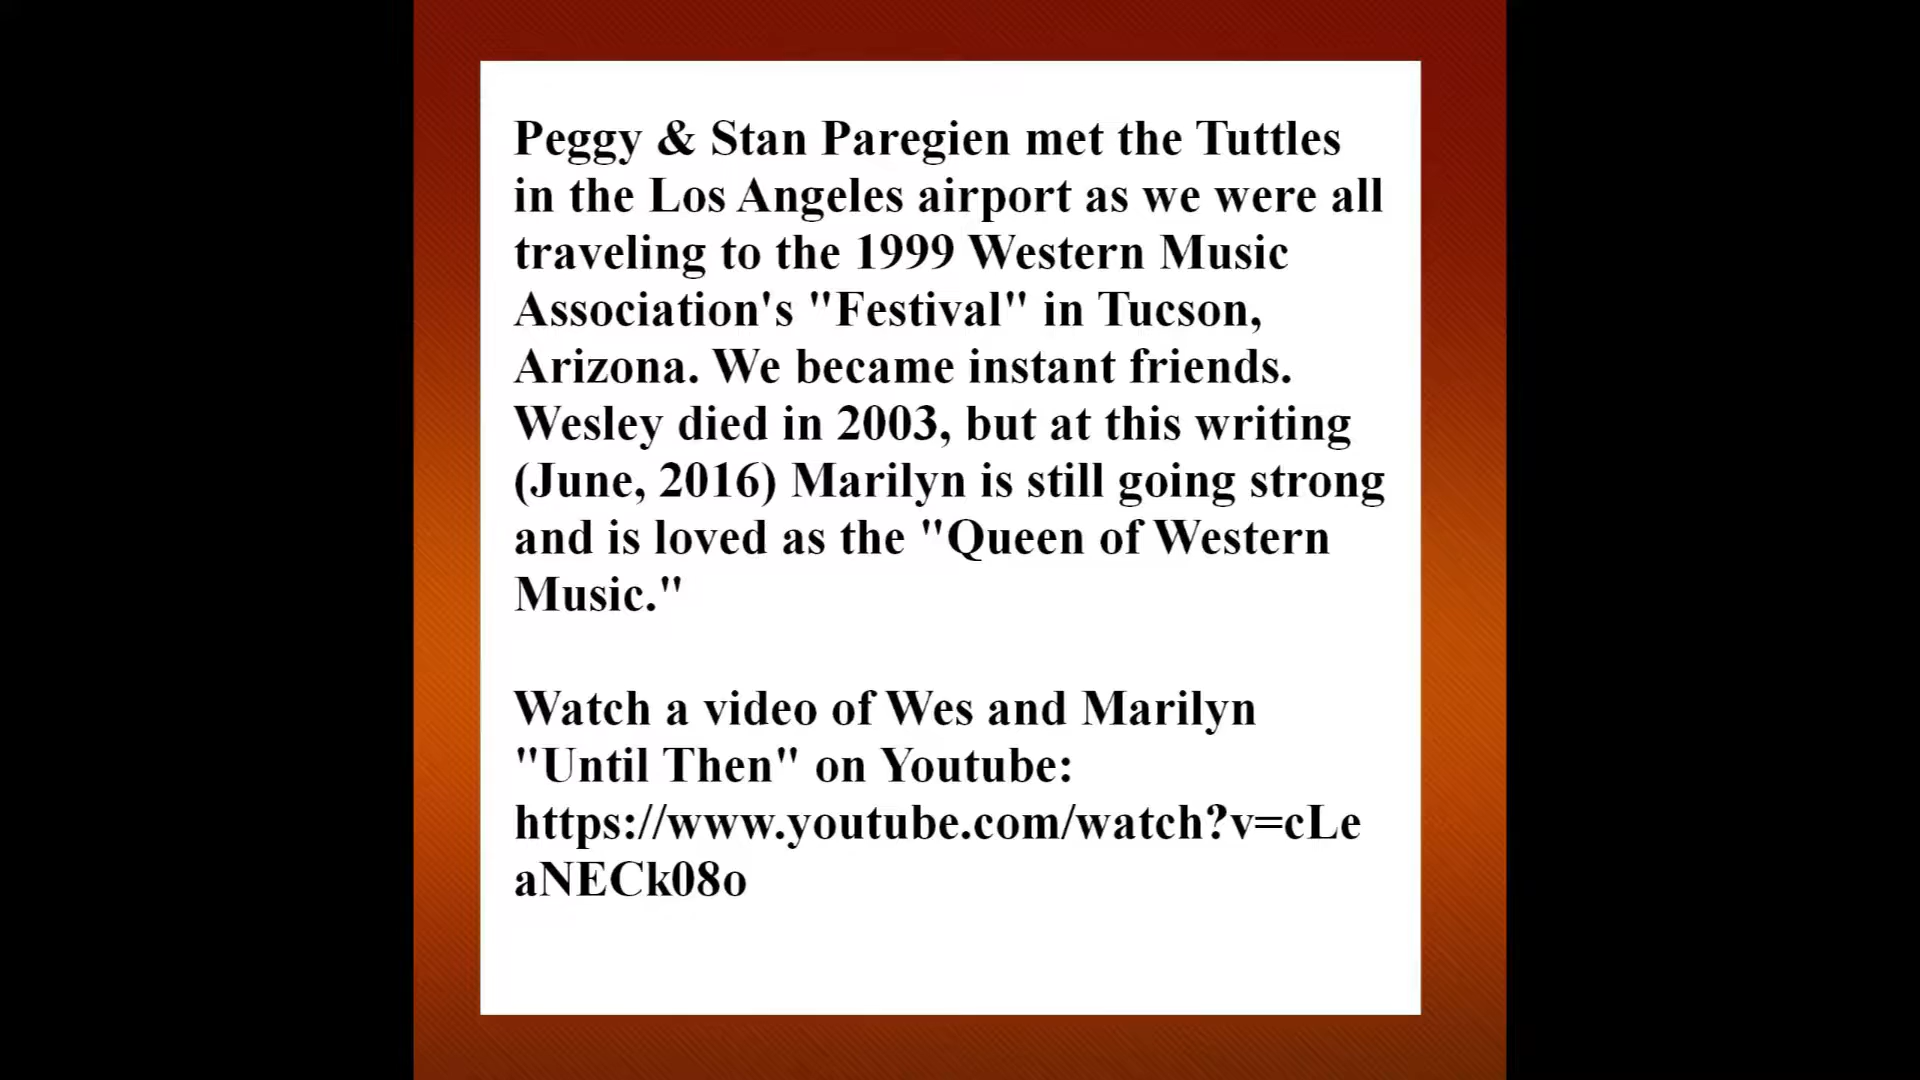 Peggy & Stan Paregien met the Tuttles
in the Los Angeles airport as we were all
traveling to the 1999 Western Music
Association's "Festival" in Tucson,
Arizona. We became instant friends.
Wesley died in 2003, but at this writing
(June, 2016) Marilyn is still going strong
and is loved as the "Queen of Western
Music."
Watch a video of Wes and Marilyn
"Until Then" on Youtube:
https://www.youtube.com/watch?v=cLe
aNECk08o